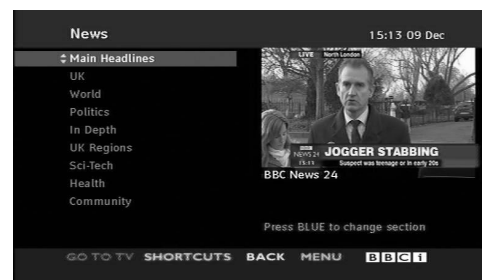 News
15:13 09 Dec
Main Headlines
UK
World
Politics
In Depth
UK Regions
Sci-Tech
Health
Community
LIVE North London
BBC
NEWS 24
15:13
JOGGER STABBING
Suspect was teenage or in early 20s
BBC News 24
Press BLUE to change section
GO TO TV SHORTCUTS BACK MENU BBCi